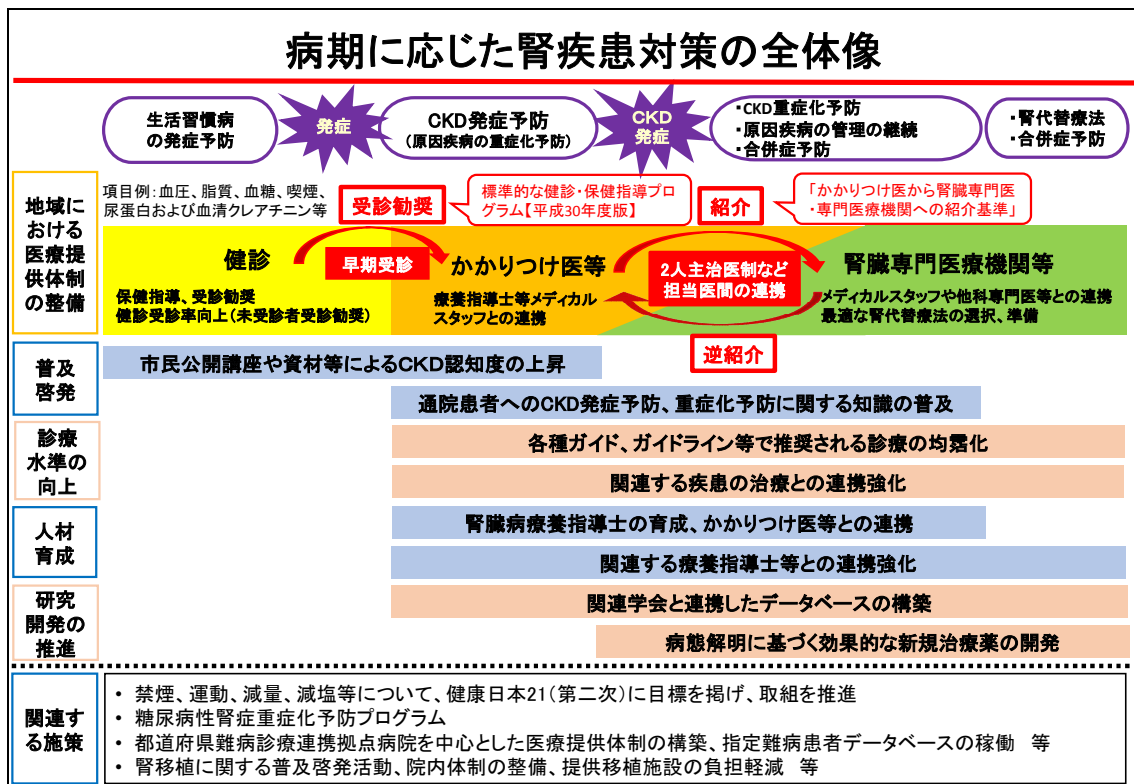 病期に応じた腎疾患対策の全体像
生活習慣病
の発症予防
発症
CKD発症予防
(原因疾病の重症化予防)
CKD
発症
・CKD重症化予防
・原因疾病の管理の継続
・合併症予防
・腎代替療法
・合併症予防
地域に
おける
医療提
供体制
の整備
項目例:血圧、脂質、血糖、喫煙、
尿蛋白および血清クレアチニン等
受診勧奨
標準的な健診・保健指導プロ
グラム【平成30年度版】
紹介
「かかりつけ医から腎臓専門医
・専門医療機関への紹介基準」
健診
早期受診
かかりつけ医等
2人主治医制など
担当医間の連携
腎臓専門医療機関等
保健指導、受診勧奨
健診受診率向上(未受診者受診勧奨)
療養指導士等メディカル
スタッフとの連携
メディカルスタッフや他科専門医等との連携
最適な腎代替療法の選択、準備
逆紹介
普及
啓発
市民公開講座や資材等によるCKD認知度の上昇
通院患者へのCKD発症予防、重症化予防に関する知識の普及
診療
水準の
向上
各種ガイド、ガイドライン等で推奨される診療の均霑化
関連する疾患の治療との連携強化
人材
育成
腎臓病療養指導士の育成、かかりつけ医等との連携
関連する療養指導士等との連携強化
研究
開発の
推進
関連学会と連携したデータベースの構築
病態解明に基づく効果的な新規治療薬の開発
関連す
る施策
• 禁煙、運動、減量、減塩等について、健康日本21(第二次)に目標を掲げ、取組を推進
• 糖尿病性腎症重症化予防プログラム
• 都道府県難病診療連携拠点病院を中心とした医療提供体制の構築、指定難病患者データベースの稼働 等
• 腎移植に関する普及啓発活動、院内体制の整備、提供移植施設の負担軽減 等